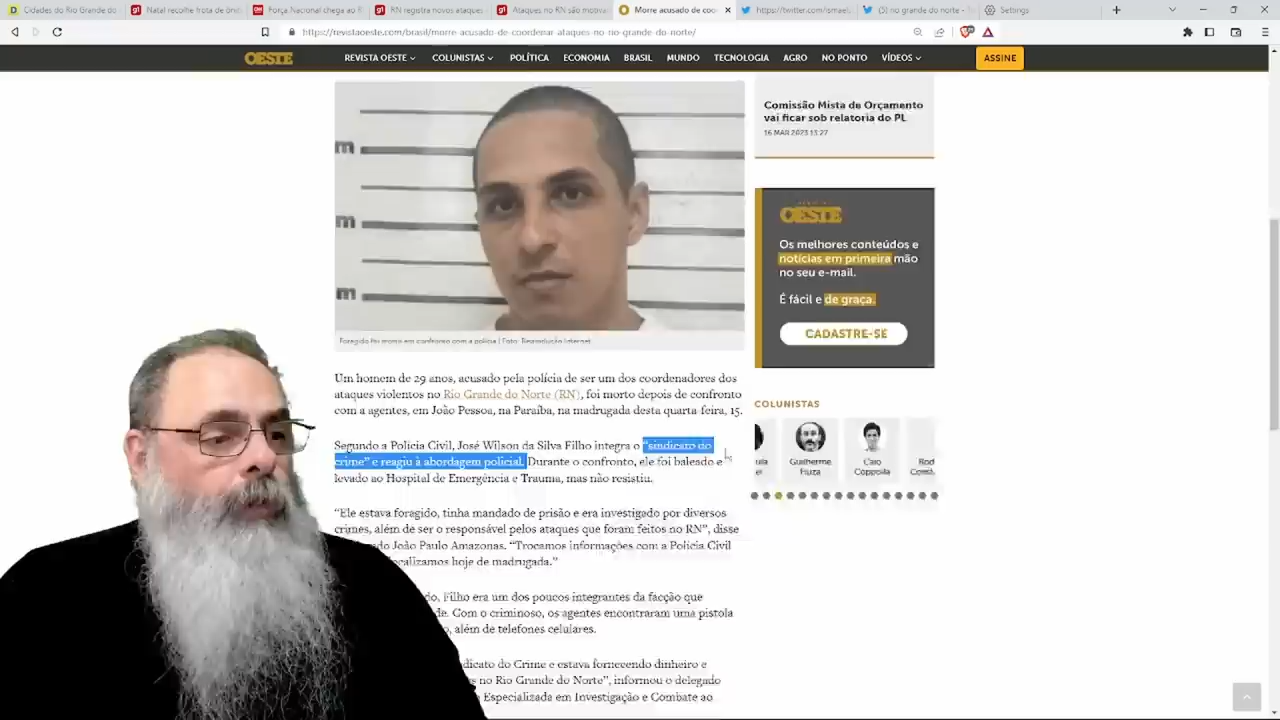 Cidades do Rio Grande do
Natal recolhe frota de ônib
Força Nacional chega ao R
RN registra novos ataques
Ataques no RN são motiva
Morre acusado de coo
https://twitter.com/ismael.
(5) no grande do norte -
Settings
https://revistaoeste.com/brasil/morre-acusado-de-coordenar-ataques-no-rio-grande-do-norte/
OESTE
REVISTA OESTE
COLUNISTAS
POLÍTICA
ECONOMIA
BRASIL
MUNDO
TECNOLOGIA
AGRO
NO PONTO
VÍDEOS
ASSINE
Comissão Mista de Orçamento
vai ficar sob relatoria do PL
16 MAR 2023 13:27
m
m
m
Foragido foi morto em confronto com a polícia | Foto: Reprodução Internet
OESTE
Os melhores conteúdos e
notícias em primeira mão
no seu e-mail.
É fácil e de graça.
CADASTRE-SE
Um homem de 29 anos, acusado pela polícia de ser um dos coordenadores dos
ataques violentos no Rio Grande do Norte (RN), foi morto depois de confronto
com a agentes, em João Pessoa, na Paraíba, na madrugada desta quarta-feira, 15.
Segundo a Polícia Civil, José Wilson da Silva Filho integra o “sindicato do
crime” e reagiu à abordagem policial. Durante o confronto, ele foi baleado e
levado ao Hospital de Emergência e Trauma, mas não resistiu.
COLUNISTAS
Guilherme
Fiuza
Caio
Coppolla
Rod
Const
“Ele estava foragido, tinha mandado de prisão e era investigado por diversos
crimes, além de ser o responsável pelos ataques que foram feitos no RN”, disse
João Paulo Amazonas. “Trocamos informações com a Polícia Civil
localizamos hoje de madrugada.”
do, Filho era um dos poucos integrantes da facção que
de. Com o criminoso, os agentes encontraram uma pistola
, além de telefones celulares.
dicato do Crime e estava fornecendo dinheiro e
s no Rio Grande do Norte”, informou o delegado
Especializada em Investigação e Combate ao